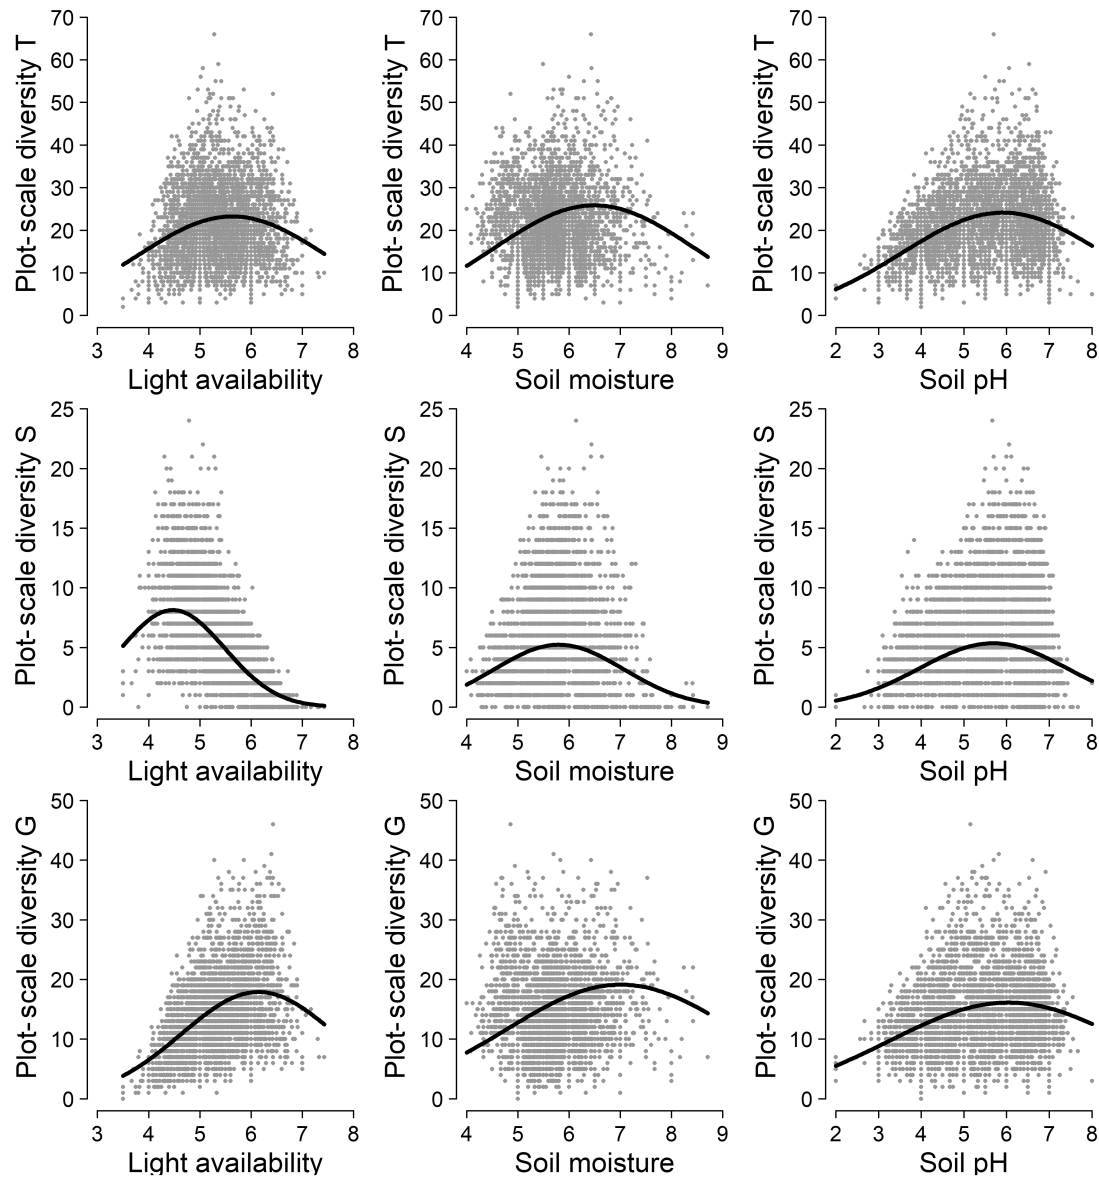 Plot-scale diversity T
70
60
50
40
30
20
10
0
3 4 5 6 7 8
Light availability
Plot-scale diversity T
70
60
50
40
30
20
10
0
4 5 6 7 8 9
Soil moisture
Plot-scale diversity T
70
60
50
40
30
20
10
0
2 3 4 5 6 7 8
Soil pH
Plot-scale diversity S
25
20
15
10
5
0
3 4 5 6 7 8
Light availability
Plot-scale diversity S
25
20
15
10
5
0
4 5 6 7 8 9
Soil moisture
Plot-scale diversity S
25
20
15
10
5
0
2 3 4 5 6 7 8
Soil pH
Plot-scale diversity G
50
40
30
20
10
0
3 4 5 6 7 8
Light availability
Plot-scale diversity G
50
40
30
20
10
0
4 5 6 7 8 9
Soil moisture
Plot-scale diversity G
50
40
30
20
10
0
2 3 4 5 6 7 8
Soil pH